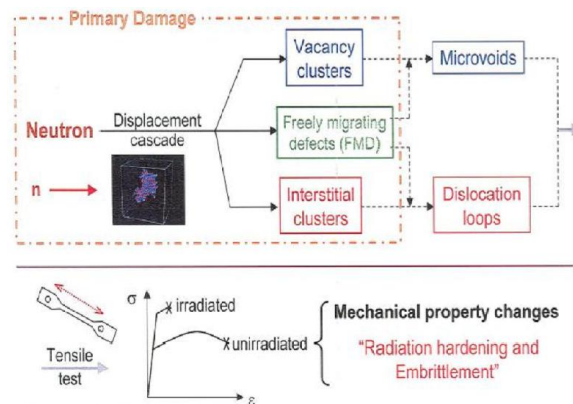 Primary Damage
Vacancy
clusters
Microvoids
Neutron
Displacement
cascade
Freely migrating
defects (FMD)
n
Interstitial
clusters
Dislocation
loops
σ
irradiated
unirradiated
ε
Tensile
test
Mechanical property changes
"Radiation hardening and
Embrittlement"